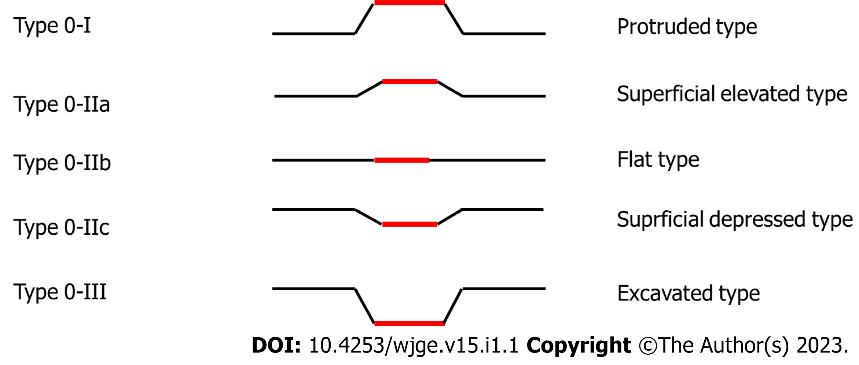 Type 0-I Protruded type
Type 0-IIa Superficial elevated type
Type 0-IIb Flat type
Type 0-IIc Suprficial depressed type
Type 0-III Excavated type
DOI: 10.4253/wjge.v15.i1.1 Copyright ©The Author(s) 2023.